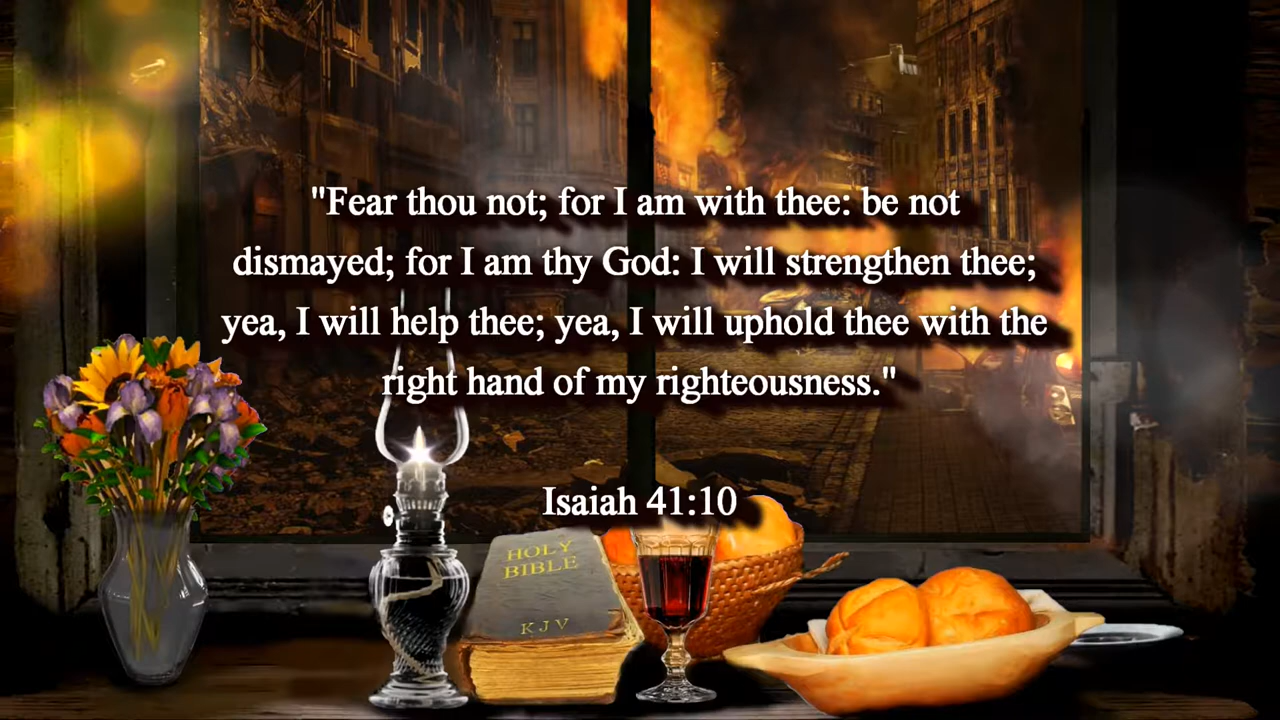 "Fear thou not; for I am with thee: be not
dismayed; for I am thy God: I will strengthen thee;
yea, I will help thee; yea, I will uphold thee with the
right hand of my righteousness."
Isaiah 41:10
HOLY
BIBLE
KJV